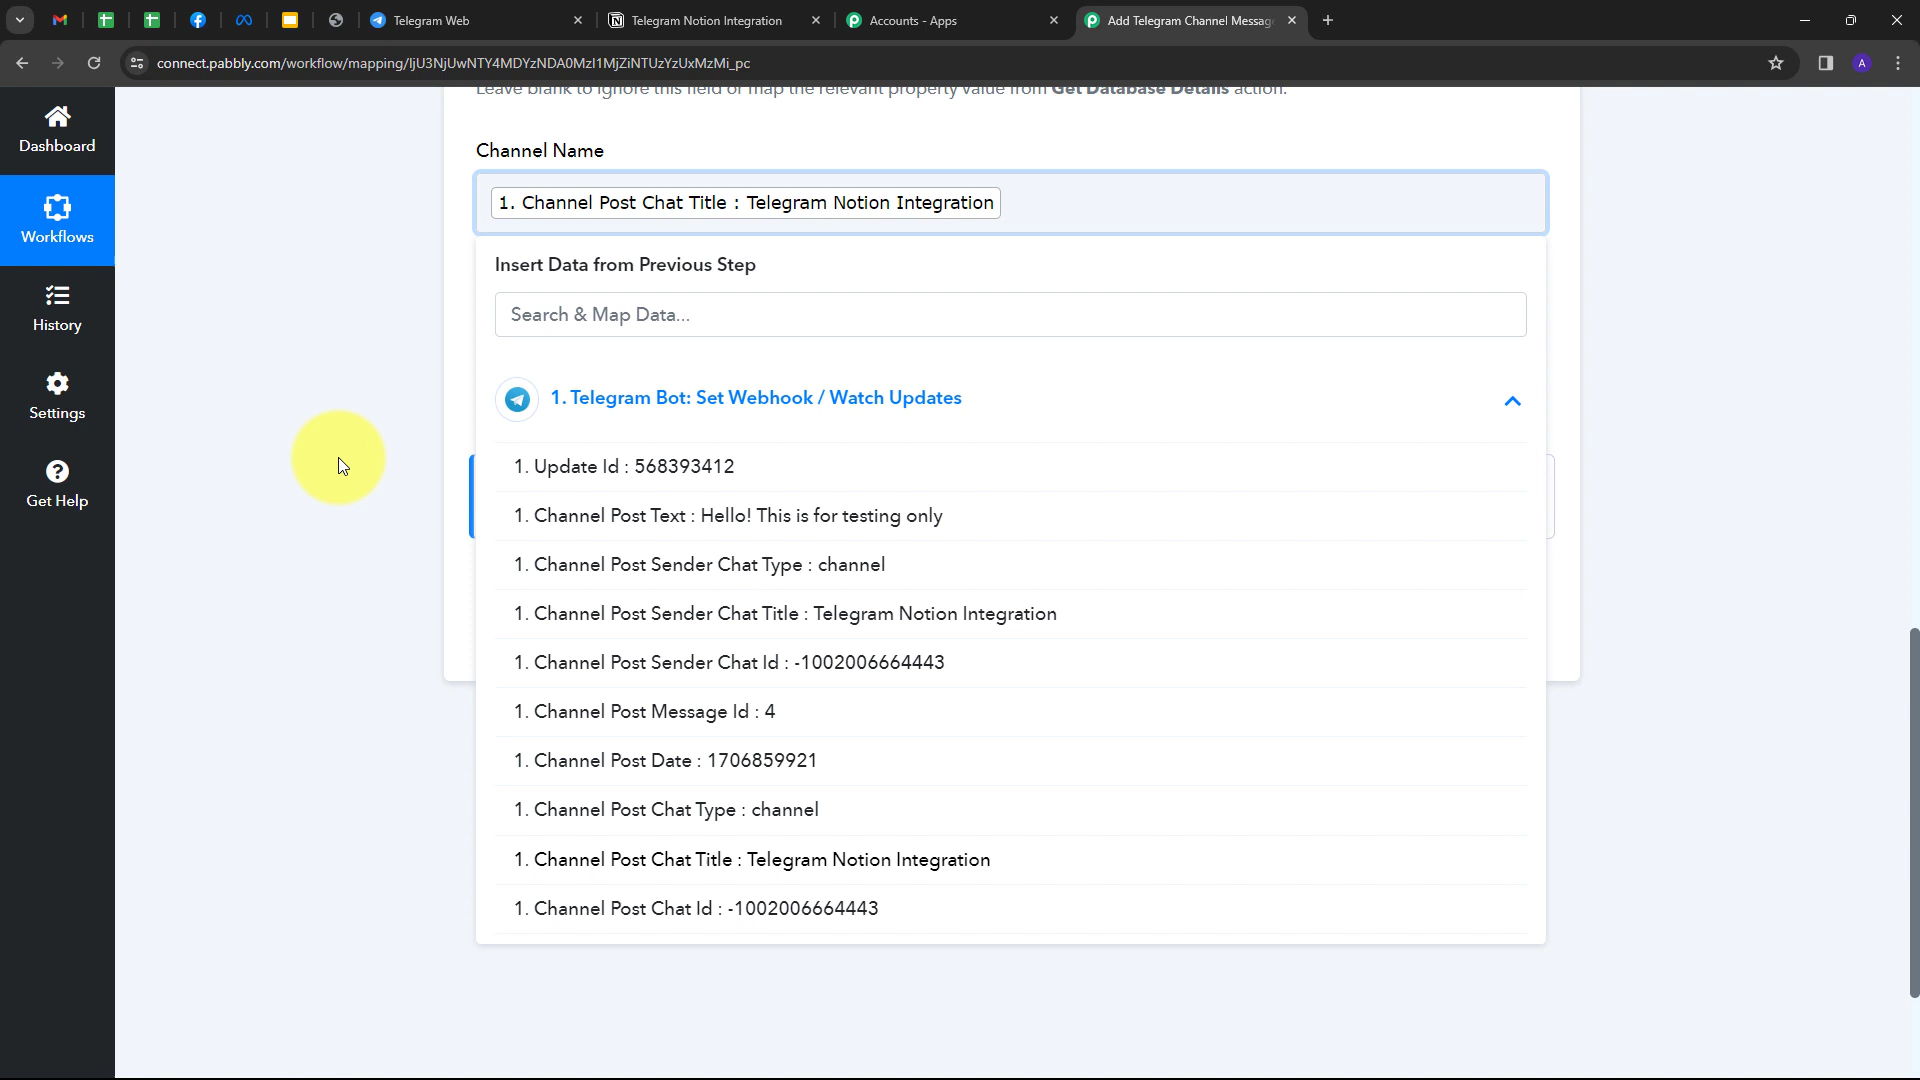 Telegram Web
Telegram Notion Integration
Accounts - Apps
Add Telegram Channel Messag
connect.pabbly.com/workflow/mapping/IjU3NjUwNTY4MDYzNDA0MzI1MjZiNTUzYzUxMzMi_pc
A
Leave blank to ignore this field or map the relevant property value from Get Database Details action.
Dashboard
Workflows
History
Settings
Get Help
Channel Name
1. Channel Post Chat Title : Telegram Notion Integration
Insert Data from Previous Step
Search & Map Data...
1. Telegram Bot: Set Webhook / Watch Updates
1. Update Id : 568393412
1. Channel Post Text : Hello! This is for testing only
1. Channel Post Sender Chat Type : channel
1. Channel Post Sender Chat Title : Telegram Notion Integration
1. Channel Post Sender Chat Id : -1002006664443
1. Channel Post Message Id : 4
1. Channel Post Date : 1706859921
1. Channel Post Chat Type : channel
1. Channel Post Chat Title : Telegram Notion Integration
1. Channel Post Chat Id : -1002006664443